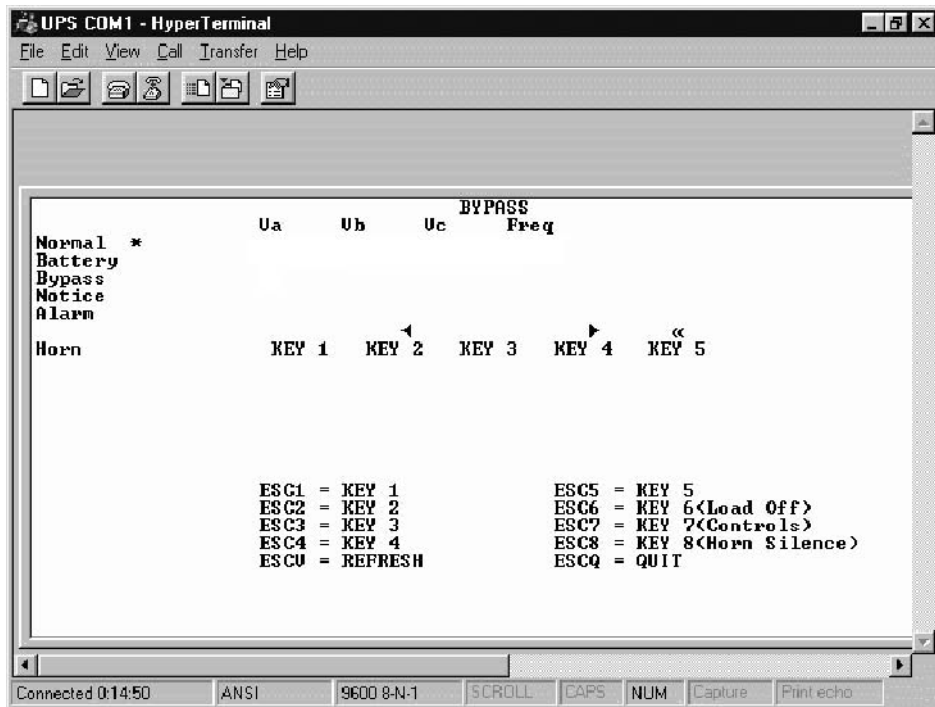 UPS COM1 - HyperTerminal
File Edit View Call Transfer Help
BYPASS
Va Vb Vc Freq
Normal *
Battery
Bypass
Notice
Alarm
◄ ► «
Horn KEY 1 KEY 2 KEY 3 KEY 4 KEY 5
ESC1 = KEY 1 ESC5 = KEY 5
ESC2 = KEY 2 ESC6 = KEY 6(Load Off)
ESC3 = KEY 3 ESC7 = KEY 7(Controls)
ESC4 = KEY 4 ESC8 = KEY 8(Horn Silence)
ESCV = REFRESH ESCQ = QUIT
Connected 0:14:50 ANSI 9600 8-N-1 SCROLL CAPS NUM Capture Print echo